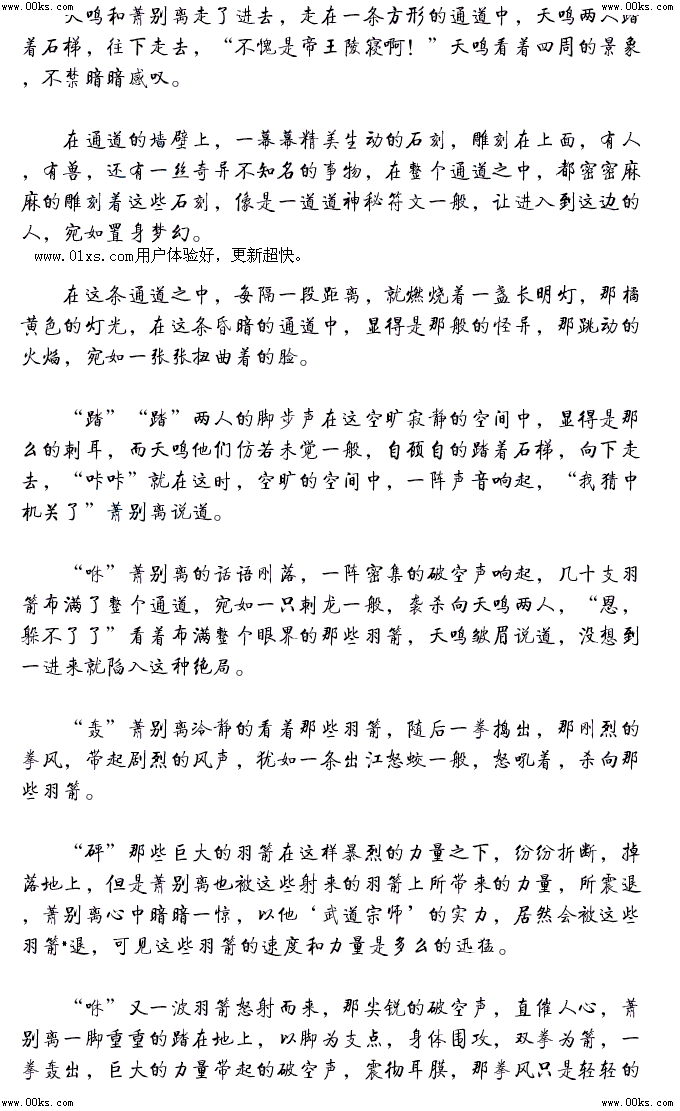 www.00ks.com www.00ks.com
天鸣和萧别离走了进去，走在一条方形的通道中，天鸣两人踏
着石梯，往下走去，“不愧是帝王陵寝啊！”天鸣看着四周的景象
，不禁暗暗感叹。
在通道的墙壁上，一幕幕精美生动的石刻，雕刻在上面，有人
，有兽，还有一丝奇异不知名的事物，在整个通道之中，都密密麻
麻的雕刻着这些石刻，像是一道道神秘符文一般，让进入到这边的
人，宛如置身梦幻。
www.01xs.com用户体验好，更新超快。
在这条通道之中，每隔一段距离，就燃烧着一盏长明灯，那橘
黄色的灯光，在这条昏暗的通道中，显得是那般的怪异，那跳动的
火焰，宛如一张张扭曲着的脸。
“踏”“踏”两人的脚步声在这空旷寂静的空间中，显得是那
么的刺耳，而天鸣他们仿若未觉一般，自顾自的踏着石梯，向下走
去，“咔咔”就在这时，空旷的空间中，一阵声音响起，“我猜中
机关了”萧别离说道。
“咻”萧别离的话语刚落，一阵密集的破空声响起，几十支羽
箭布满了整个通道，宛如一只刺龙一般，袭杀向天鸣两人，“恩，
躲不了了”看着布满整个眼界的那些羽箭，天鸣皱眉说道，没想到
一进来就陷入这种绝局。
“轰”萧别离冷静的看着那些羽箭，随后一拳捣出，那刚烈的
拳风，带起剧烈的风声，犹如一条出江怒蛟一般，怒吼着，杀向那
些羽箭。
“砰”那些巨大的羽箭在这样暴烈的力量之下，纷纷折断，掉
落地上，但是萧别离也被这些射来的羽箭上所带来的力量，所震退
，萧别离心中暗暗一惊，以他‘武道宗师’的实力，居然会被这些
羽箭退，可见这些羽箭的速度和力量是多么的迅猛。
“咻”又一波羽箭怒射而来，那尖锐的破空声，直催人心，萧
别离一脚重重的踏在地上，以脚为支点，身体围攻，双拳为箭，一
拳轰出，巨大的力量带起的破空声，震彻耳膜，那拳风只是轻轻的
www.00ks.com www.00ks.com